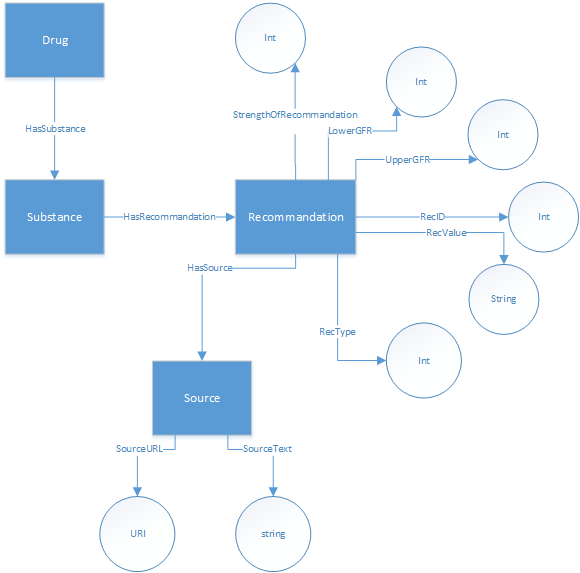 Drug
Int
Int
StrengthOfRecommandation
HasSubstance
LowerGFR
Int
UpperGFR
Substance
HasRecommandation
Recommandation
RecID
Int
RecValue
HasSource
String
RecType
Int
Source
SourceURL
SourceText
URI
string